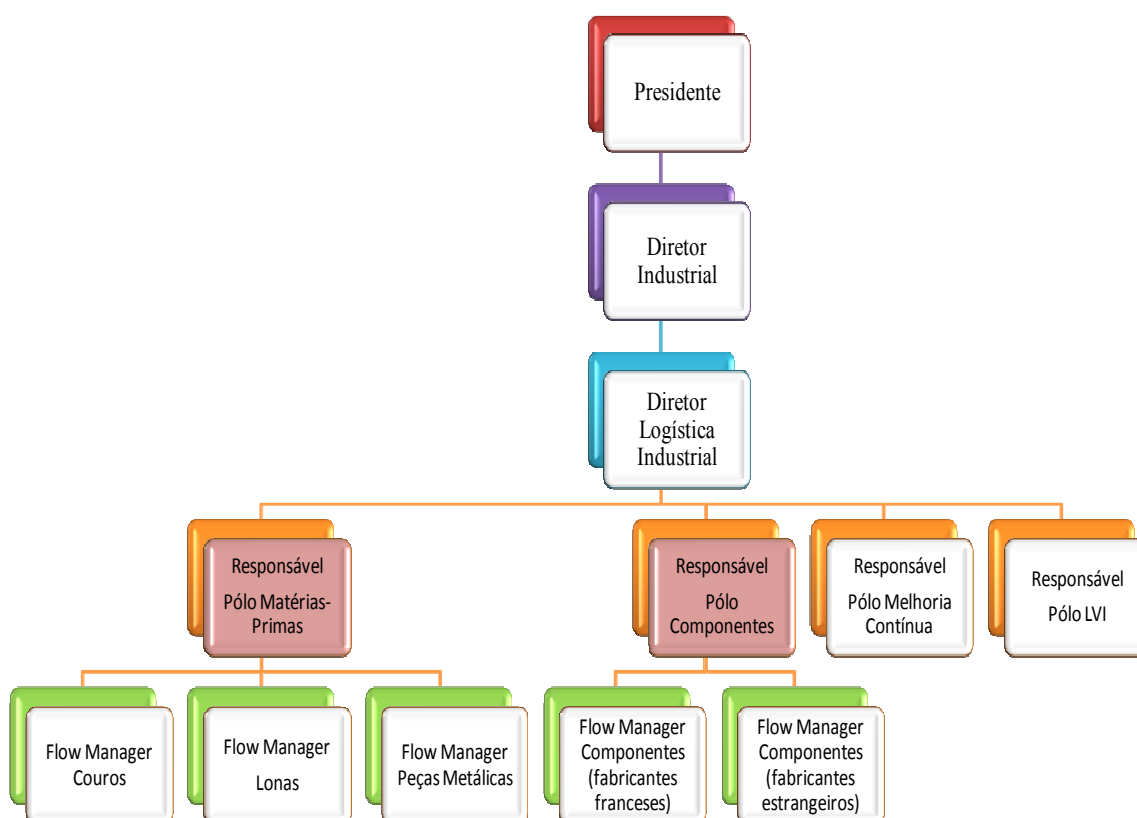 Presidente
Diretor
Industrial
Diretor
Logística
Industrial
Responsável
Pólo Matérias-
Primas
Responsável
Pólo
Componentes
Responsável
Pólo Melhoria
Contínua
Responsável
Pólo LVI
Flow Manager
Couros
Flow Manager
Lonas
Flow Manager
Peças Metálicas
Flow Manager
Componentes
(fabricantes
franceses)
Flow Manager
Componentes
(fabricantes
estrangeiros)